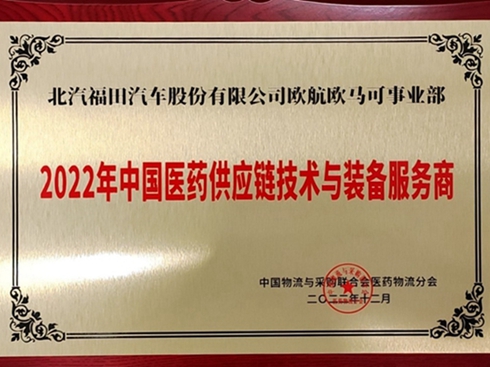 北汽福田汽车股份有限公司欧航欧马可事业部
2022年中国医药供应链技术与装备服务商
中国物流与采购联合会医药物流分会
二〇二二年十二月